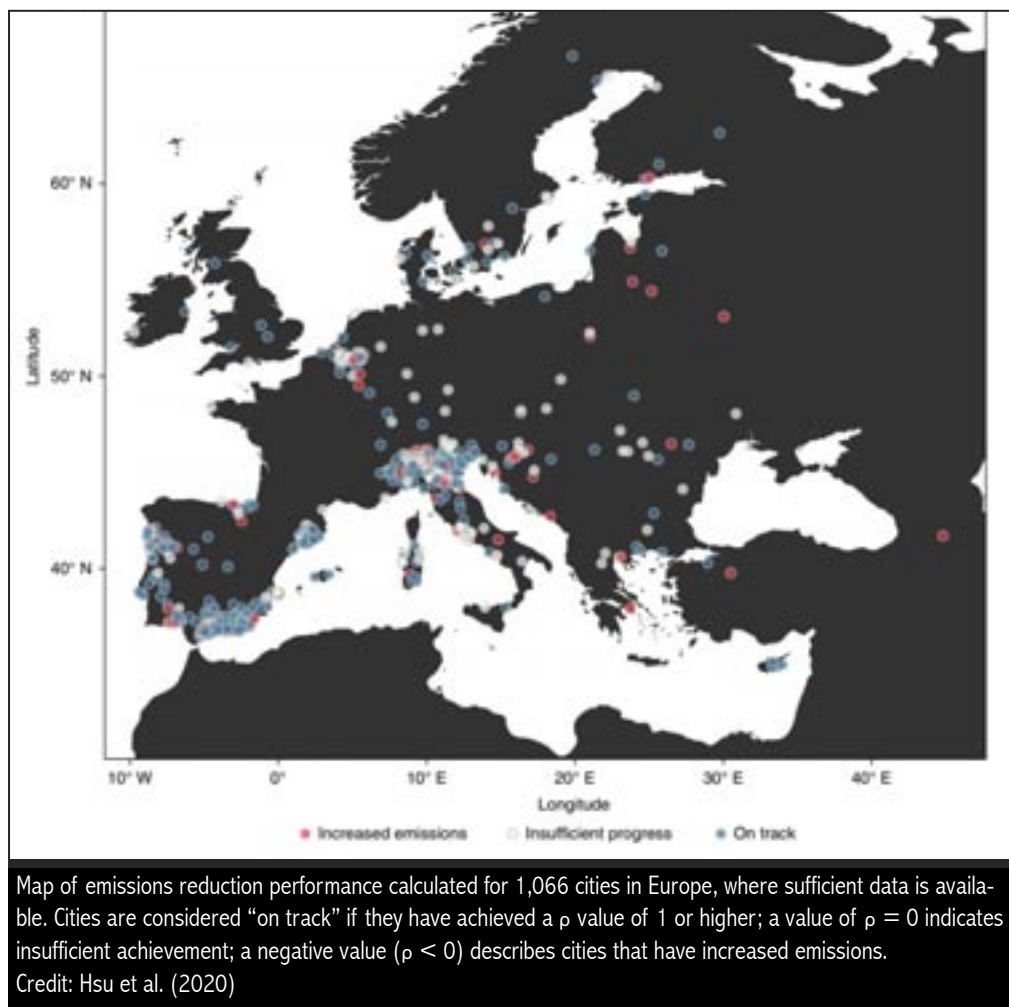 60° N
50° N
40° N
Latitude
10° W 0° 10° E 20° E 30° E 40° E
Longitude
Increased emissions Insufficient progress On track
Map of emissions reduction performance calculated for 1,066 cities in Europe, where sufficient data is availa-
ble. Cities are considered “on track” if they have achieved a ρ value of 1 or higher; a value of ρ = 0 indicates
insufficient achievement; a negative value (ρ < 0) describes cities that have increased emissions.
Credit: Hsu et al. (2020)